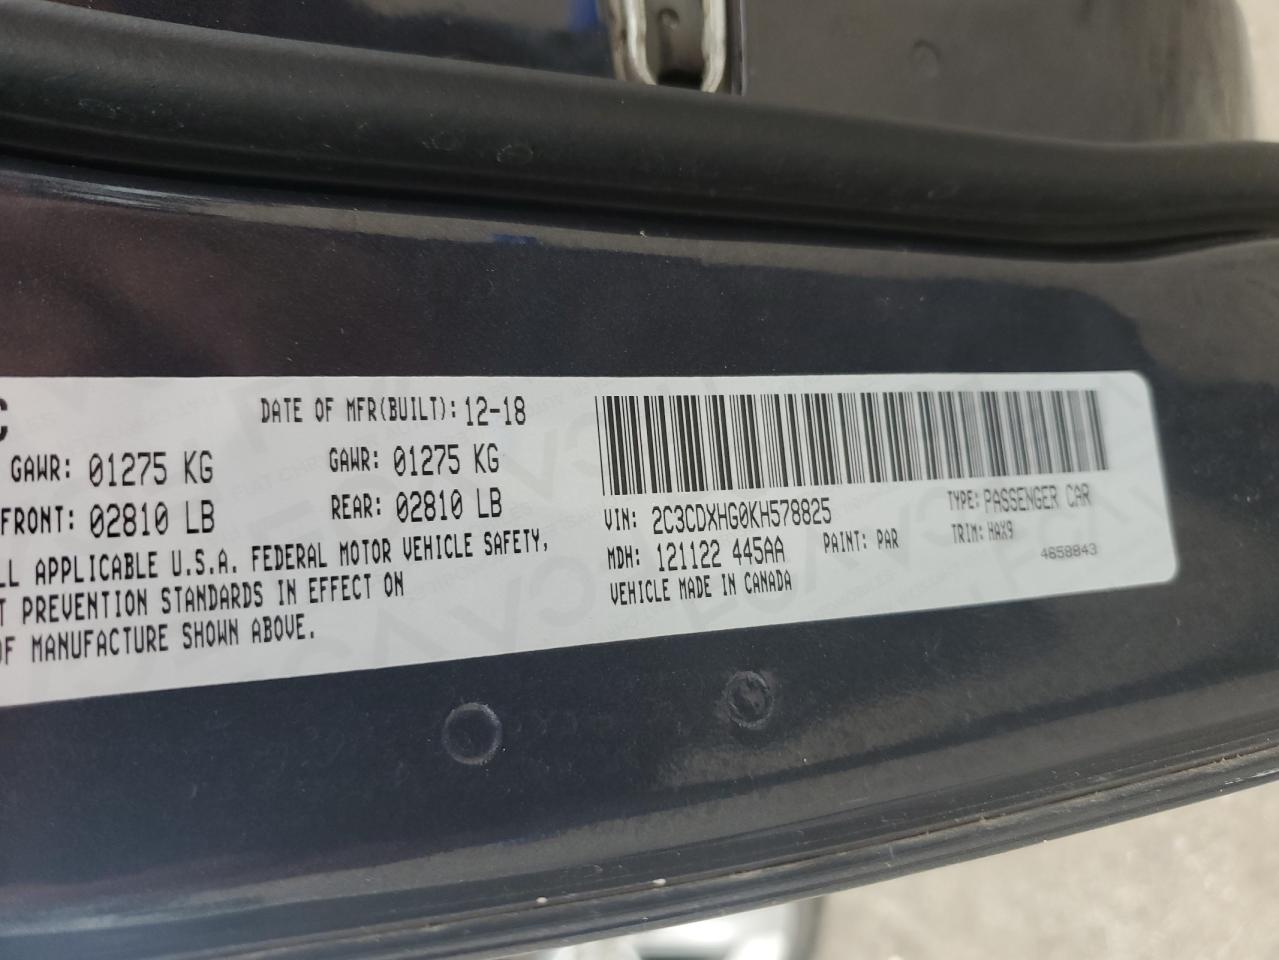 C
DATE OF MFR(BUILT): 12-18
GAWR: 01275 KG GAWR: 01275 KG
FRONT: 02810 LB REAR: 02810 LB
LL APPLICABLE U.S.A. FEDERAL MOTOR VEHICLE SAFETY,
T PREVENTION STANDARDS IN EFFECT ON
OF MANUFACTURE SHOWN ABOVE.
VIN: 2C3CDXHG0KH578825 TYPE: PASSENGER CAR
MDH: 121122 445AA PAINT: PAR TRIM: HAX9
VEHICLE MADE IN CANADA 4658843